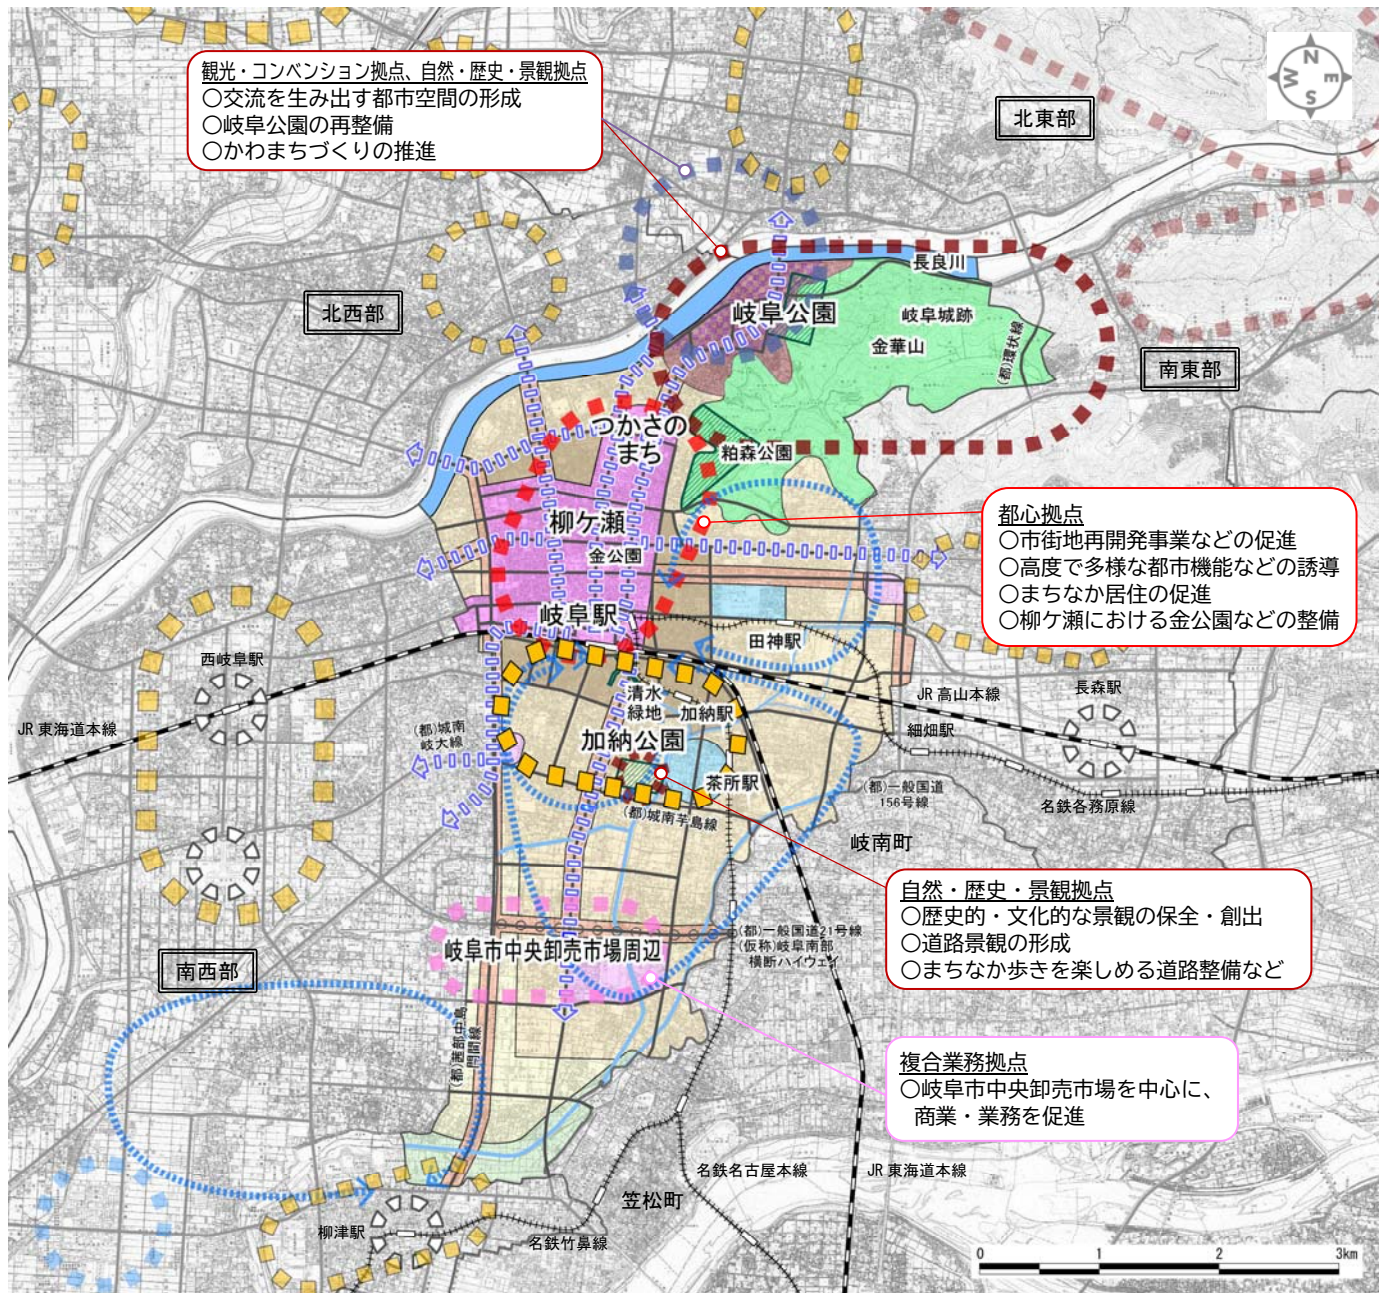 観光・コンベンション拠点、自然・歴史・景観拠点
○交流を生み出す都市空間の形成
○岐阜公園の再整備
○かわまちづくりの推進
N
W
E
S
北東部
北西部
長良川
岐阜公園
岐阜城跡
金華山
(都)環状線
南東部
つかさの
まち
粕森公園
柳ケ瀬
金公園
都心拠点
○市街地再開発事業などの促進
○高度で多様な都市機能などの誘導
○まちなか居住の促進
○柳ケ瀬における金公園などの整備
岐阜駅
田神駅
西岐阜駅
JR東海道本線
清水
緑地
加納駅
JR高山本線
長森駅
(都)城南
岐大線
加納公園
細畑駅
茶所駅
(都)一般国道
156号線
名鉄各務原線
(都)城南芋島線
岐南町
自然・歴史・景観拠点
○歴史的・文化的な景観の保全・創出
○道路景観の形成
○まちなか歩きを楽しめる道路整備など
岐阜市中央卸売市場周辺
(都)一般国道21号線
(仮称)岐阜南部
横断ハイウェイ
南西部
(都)茜部中島
門間線
複合業務拠点
○岐阜市中央卸売市場を中心に、
商業・業務を促進
名鉄名古屋本線
JR東海道本線
笠松町
柳津駅
名鉄竹鼻線
0 1 2 3km